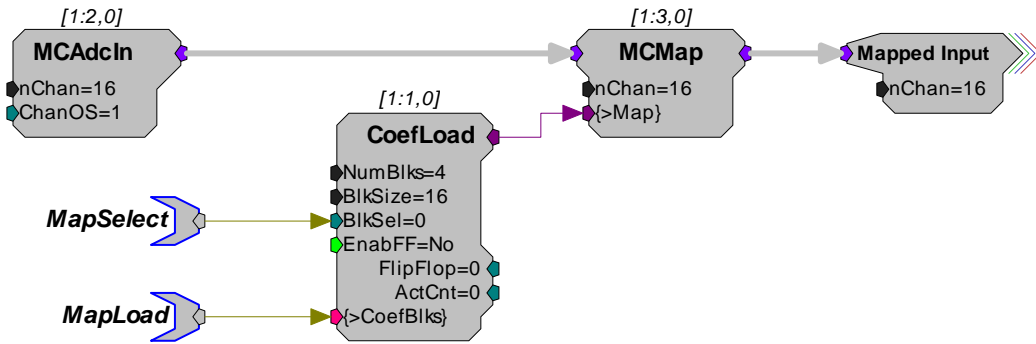 [1:2,0]
MCAdcIn
nChan=16
ChanOS=1
[1:3,0]
MCMap
nChan=16
{>Map}
Mapped Input
nChan=16
[1:1,0]
CoefLoad
NumBlks=4
BlkSize=16
BlkSel=0
EnabFF=No
FlipFlop=0
ActCnt=0
{>CoefBlks}
MapSelect
MapLoad